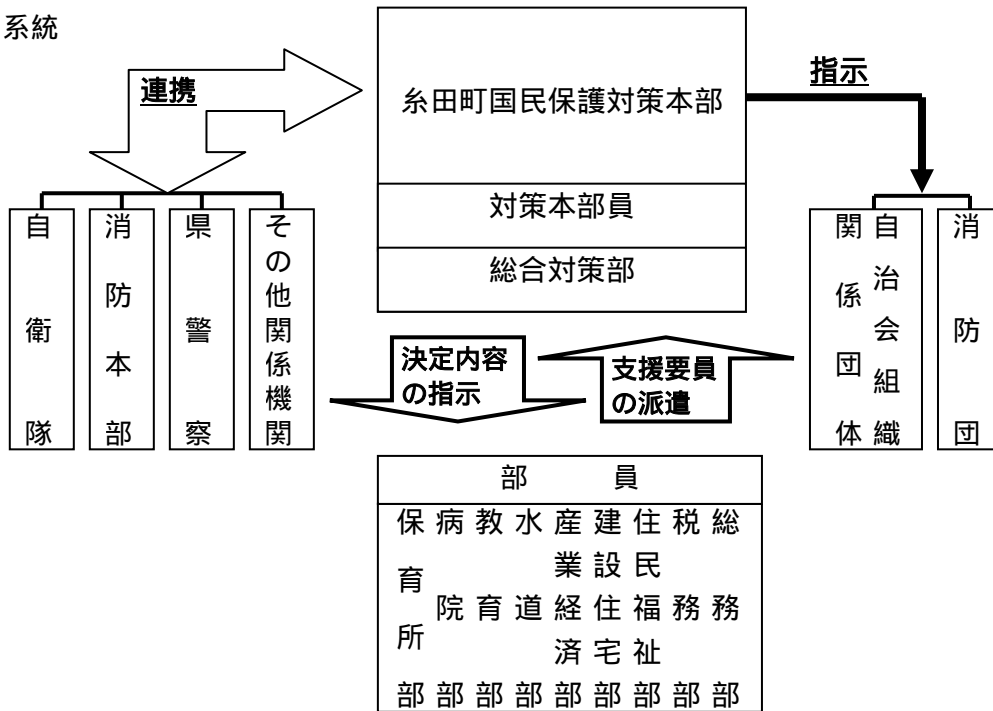 系統
連携
糸田町国民保護対策本部
指示
対策本部員
総合対策部
自衛隊
消防本部
県警察
その他関係機関
自治会組織
関係団体
消防団
決定内容
の指示
支援要員
の派遣
部員
総務部
税務部
住民福祉部
建設住宅部
産業経済部
水道部
教育部
病院部
保育所部